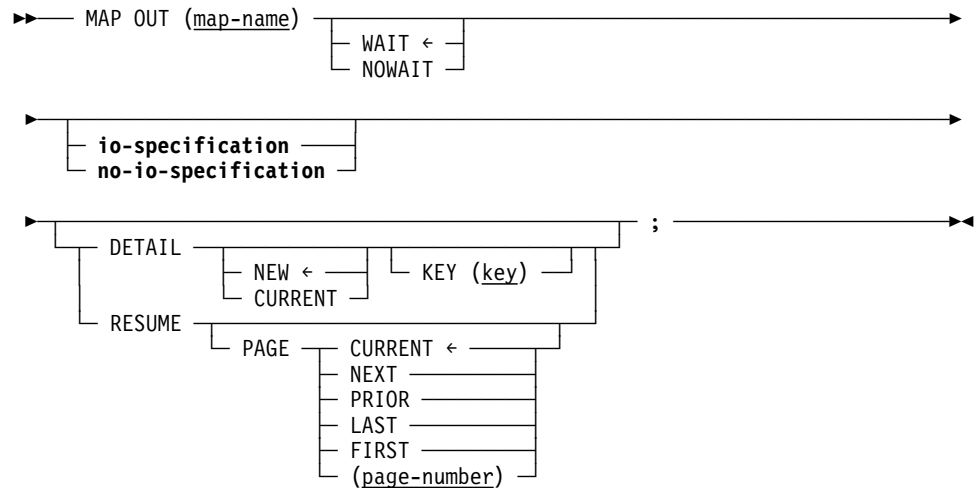 MAP OUT (map-name)
WAIT ←
NOWAIT
io-specification
no-io-specification
;
DETAIL
NEW ←
KEY (key)
CURRENT
RESUME
PAGE
CURRENT ←
NEXT
PRIOR
LAST
FIRST
(page-number)